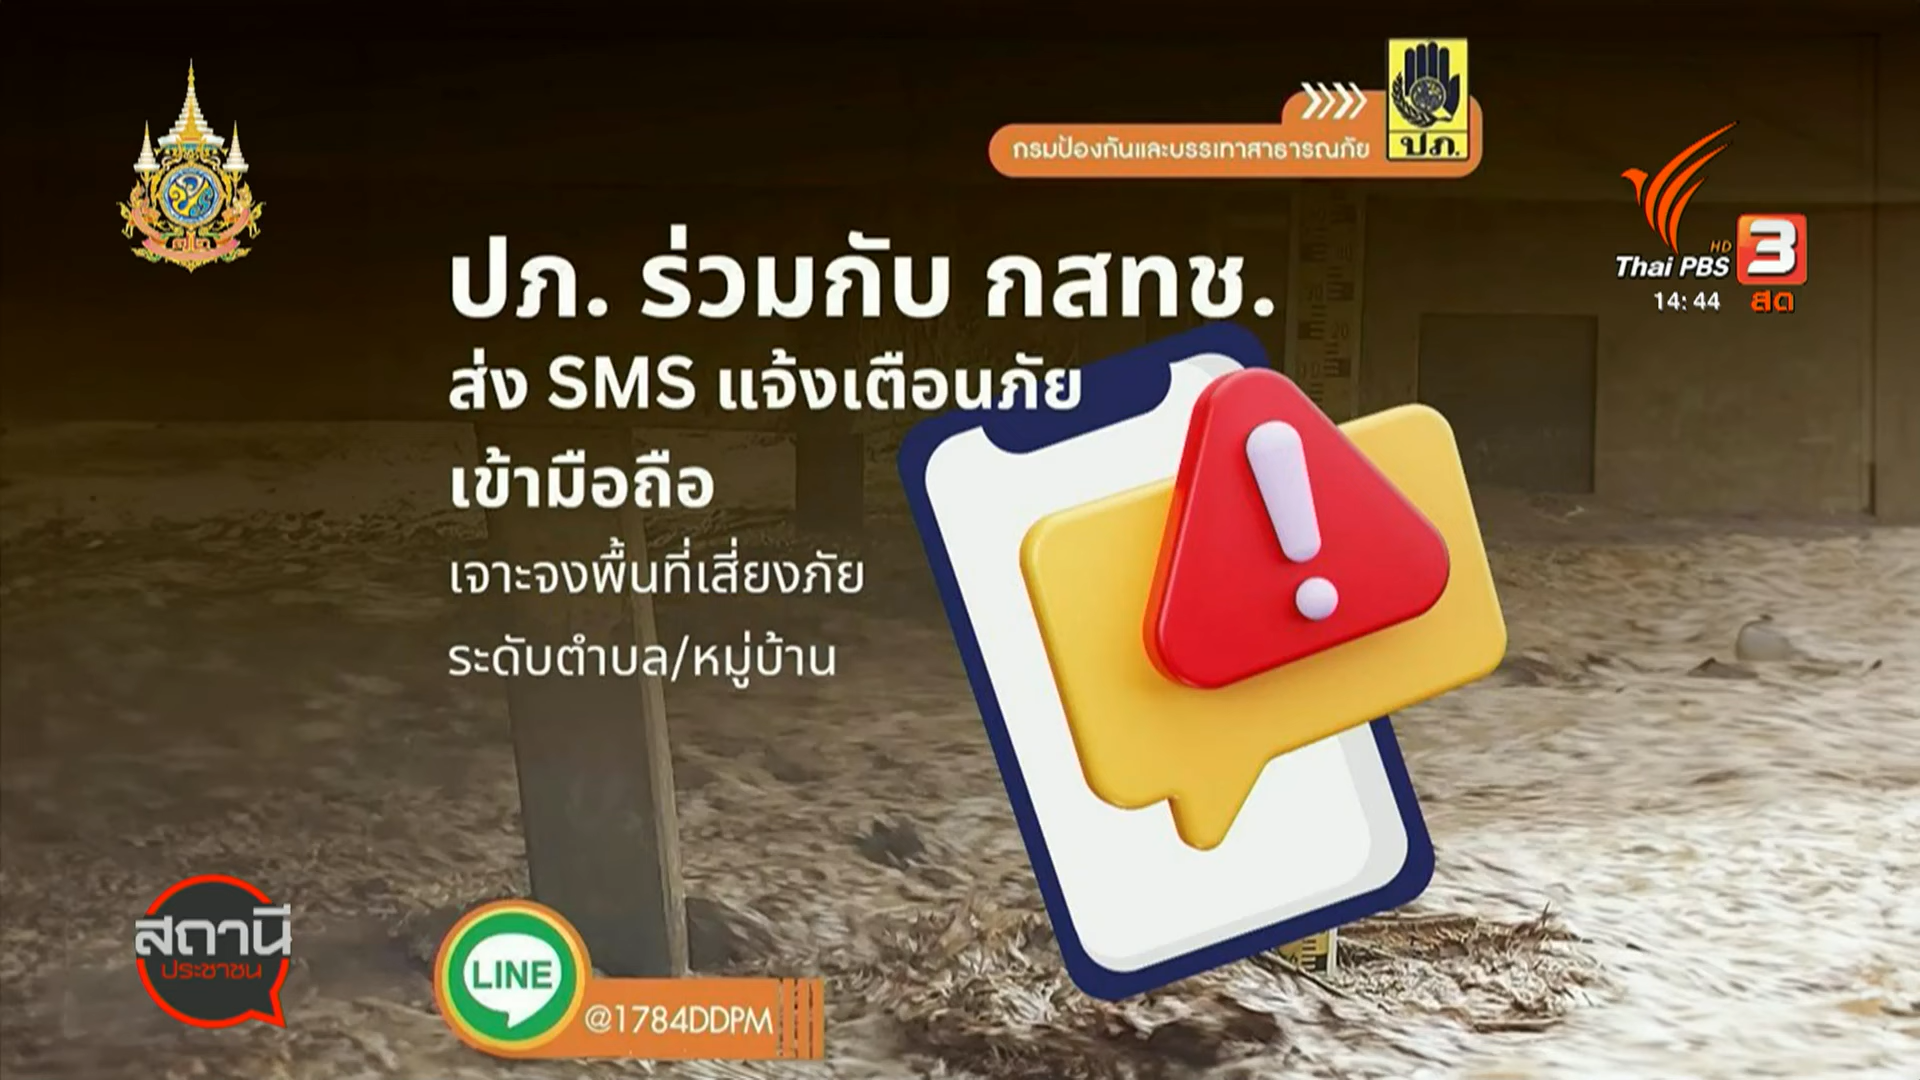 กรมป้องกันและบรรเทาสาธารณภัย
ปภ.
HD
Thai PBS 3
14:44 สด
ปภ. ร่วมกับ กสทช.
ส่ง SMS แจ้งเตือนภัย
เข้ามือถือ
เจาะจงพื้นที่เสี่ยงภัย
ระดับตำบล/หมู่บ้าน
สถานี
ประชาชน
LINE
@1784DDPM